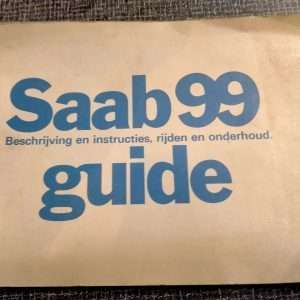 Saab 99
Beschrijving en instructies, rijden en onderhoud.
guide